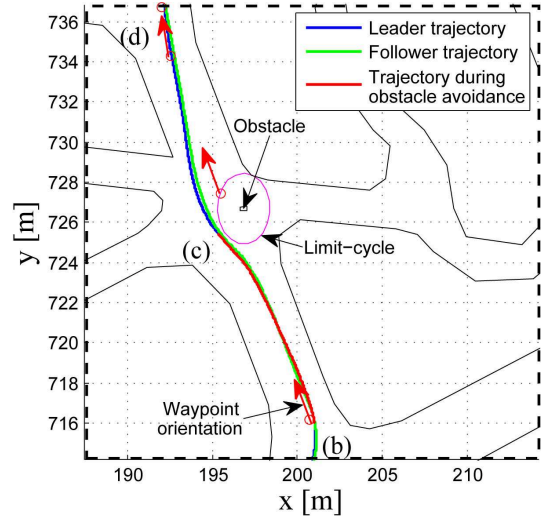 736
734
732
730
728
726
724
722
720
718
716
y [m]
(d)
Leader trajectory
Follower trajectory
Trajectory during
obstacle avoidance
Obstacle
(c)
Limit-cycle
Waypoint
orientation
(b)
190
195
200
205
210
x [m]